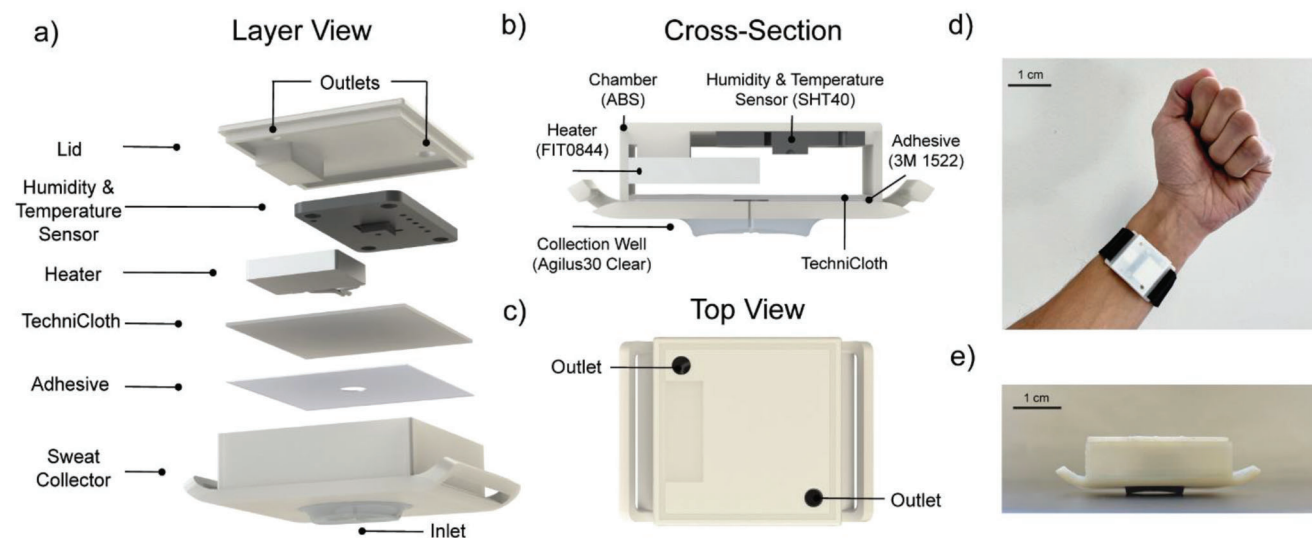 a)
Layer View
Outlets
Lid
Humidity &
Temperature
Sensor
Heater
TechniCloth
Adhesive
Sweat
Collector
Inlet
b)
Cross-Section
Chamber
(ABS)
Humidity & Temperature
Sensor (SHT40)
Heater
(FIT0844)
Adhesive
(3M 1522)
Collection Well
(Agilus30 Clear)
TechniCloth
c)
Top View
Outlet
Outlet
d)
1 cm
e)
1 cm